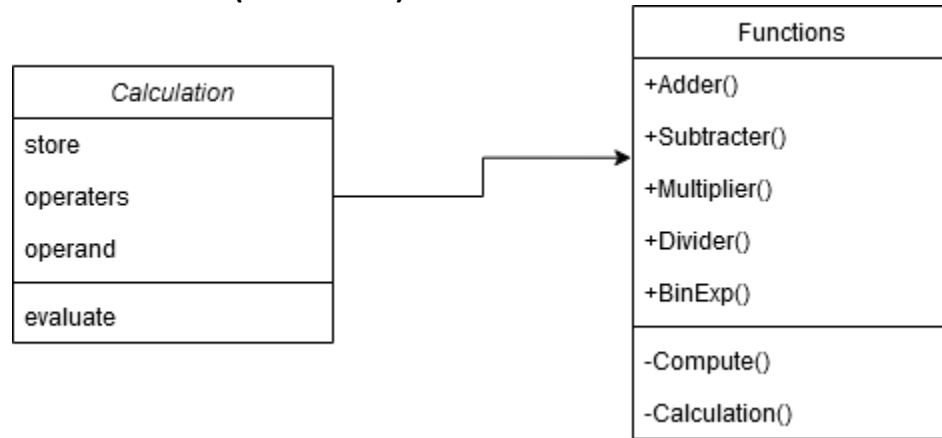 Calculation
store
operaters
operand
evaluate
Functions
+Adder()
+Subtracter()
+Multiplier()
+Divider()
+BinExp()
-Compute()
-Calculation()